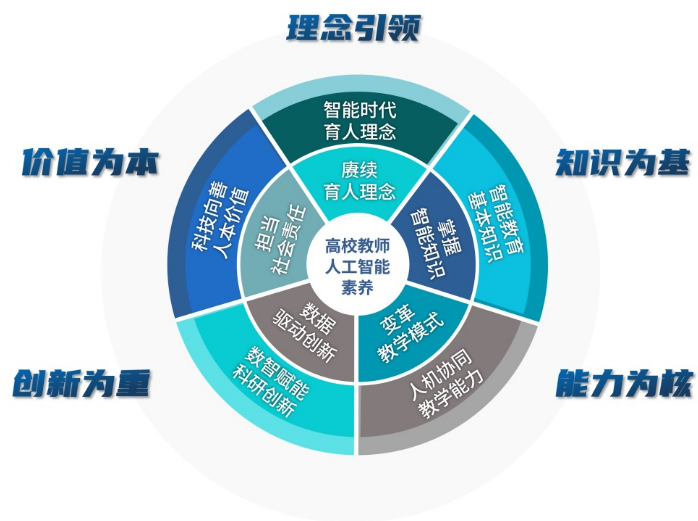 理念引领
智能时代
育人理念
赓续
育人理念
价值为本
知识为基
科技向善
人本价值
担当
社会责任
高校教师
人工智能
素养
掌握
智能知识
智能教育
基本知识
数据
驱动创新
变革
教学模式
数智赋能
科研创新
人机协同
教学能力
创新为重
能力为核